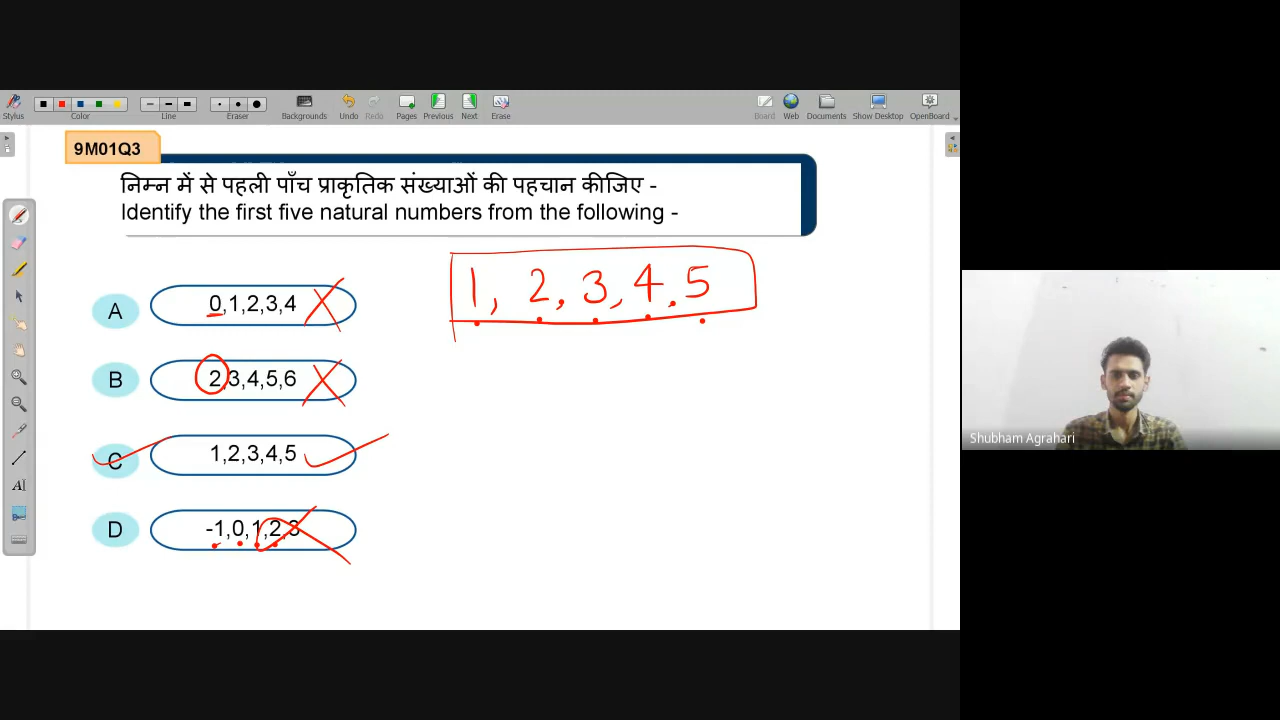 Stylus
Color
Line
Eraser
Backgrounds
Undo
Redo
Pages
Previous
Next
Erase
Board
Web
Documents
Show Desktop
OpenBoard
9M01Q3
निम्न में से पहली पाँच प्राकृतिक संख्याओं की पहचान कीजिए -
Identify the first five natural numbers from the following -
1, 2, 3, 4, 5
A 0,1,2,3,4
B 2,3,4,5,6
C 1,2,3,4,5
D -1,0,1,2,3
Shubham Agrahari